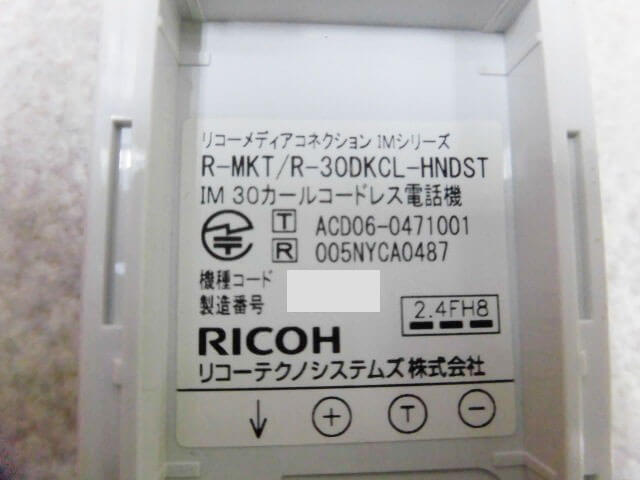 リコーメディアコネクション IMシリーズ
R-MKT/R-30DKCL-HNDST
IM 30カールコードレス電話機
T ACD06-0471001
R 005NYCA0487
機種コード
製造番号
2.4FH8
RICOH
リコーテクノシステムズ株式会社
↓ + T −